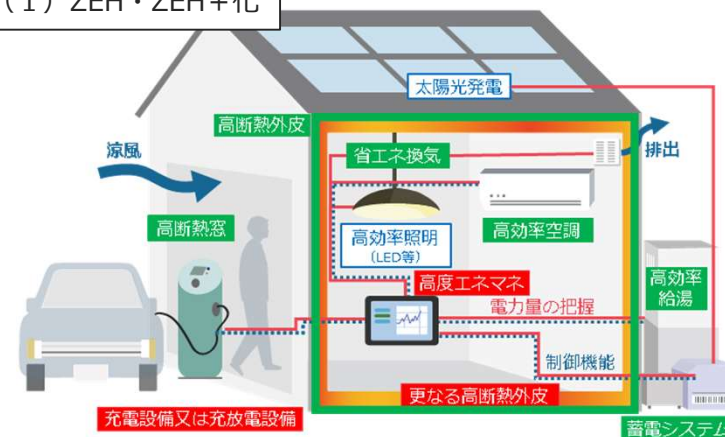 （１）ZEH・ZEH＋化
太陽光発電
高断熱外皮
涼風
省エネ換気
排出
高断熱窓
高効率照明
（LED等）
高効率空調
高度エネマネ
高効率
給湯
電力量の把握
制御機能
更なる高断熱外皮
充電設備又は充放電設備
蓄電システム